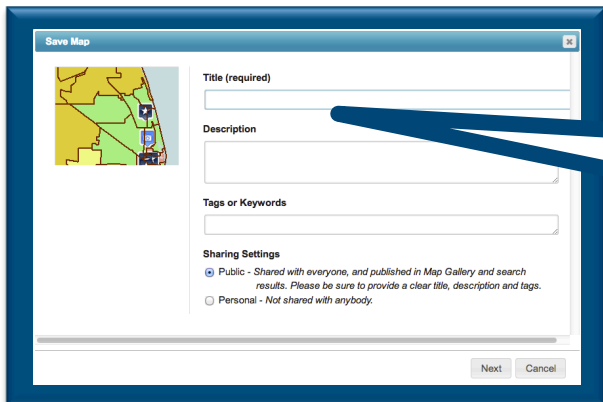 Save Map
Title (required)
Description
Tags or Keywords
Sharing Settings
Public - Shared with everyone, and published in Map Gallery and search
results. Please be sure to provide a clear title, description and tags.
Personal - Not shared with anybody.
Next Cancel